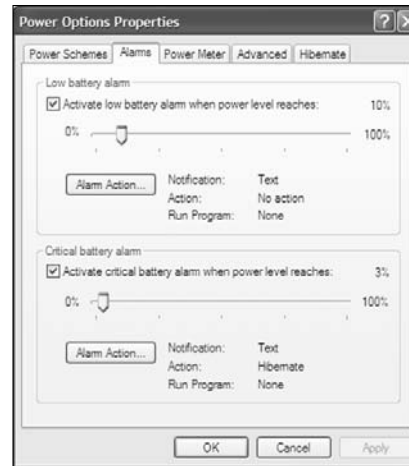 Power Options Properties
Power Schemes Alarms Power Meter Advanced Hibernate
Low battery alarm
Activate low battery alarm when power level reaches: 10%
0% 100%
Alarm Action... Notification: Text
Action: No action
Run Program: None
Critical battery alarm
Activate critical battery alarm when power level reaches: 3%
0% 100%
Alarm Action... Notification: Text
Action: Hibernate
Run Program: None
OK Cancel Apply